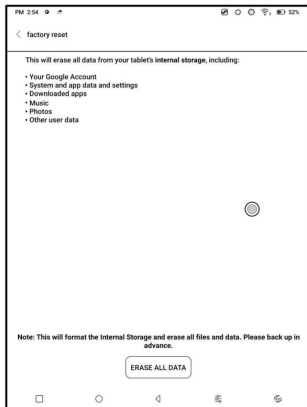 PM 2:54 52%
factory reset
This will erase all data from your tablet's internal storage, including:
• Your Google Account
• System and app data and settings
• Downloaded apps
• Music
• Photos
• Other user data
Note: This will format the Internal Storage and erase all files and data. Please back up in
advance.
ERASE ALL DATA